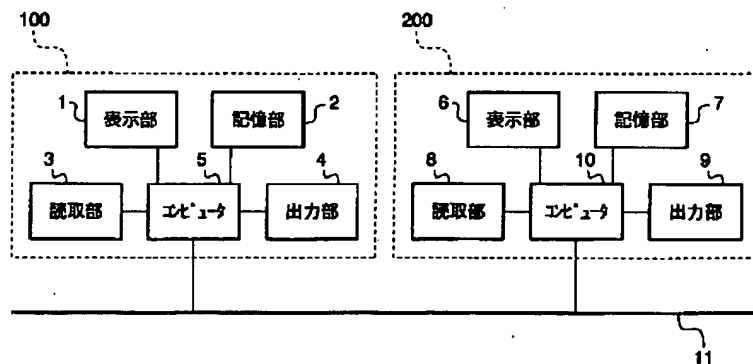 100
200
1 表示部
記憶部 2
6 表示部
記憶部 7
3
5
4
8
10
9
読取部
コンピュータ
出力部
読取部
コンピュータ
出力部
11